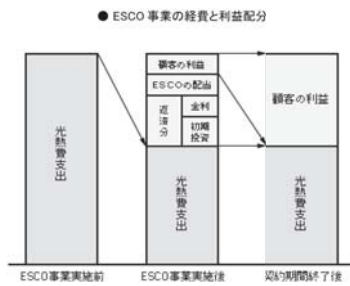 ● ESCO 事業の経費と利益配分
光熱費支出
顧客の利益
ESCOの配当
返済分
金利
初期
投資
光熱費支出
顧客の利益
光熱費支出
ESCO事業実施前
ESCO事業実施後
契約期間終了後